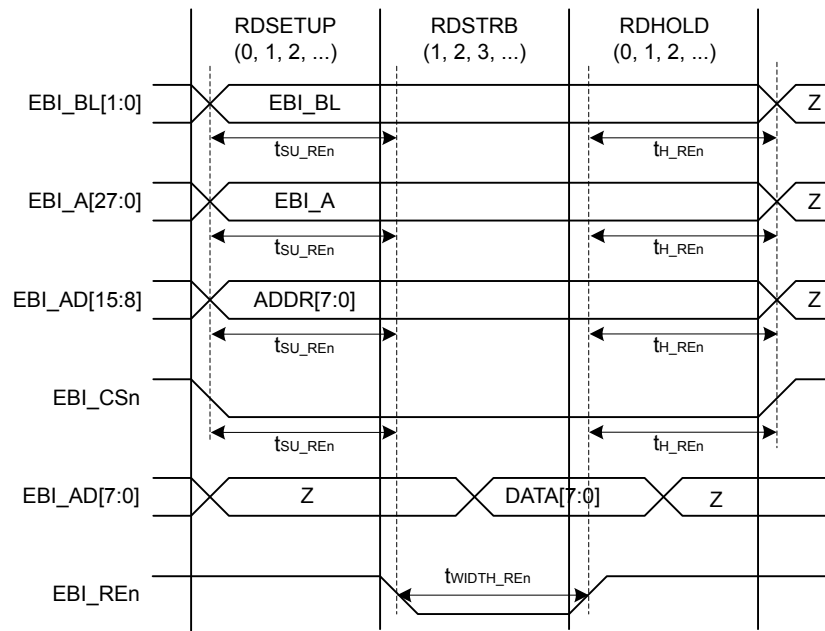 RDSETUP RDSTRB RDHOLD
(0, 1, 2, ...) (1, 2, 3, ...) (0, 1, 2, ...)
EBI_BL[1:0] EBI_BL Z
tSU_REn tH_REn
EBI_A[27:0] EBI_A Z
tSU_REn tH_REn
EBI_AD[15:8] ADDR[7:0] Z
tSU_REn tH_REn
EBI_CSn
tSU_REn tH_REn
EBI_AD[7:0] Z DATA[7:0] Z
tWIDTH_REn
EBI_REn